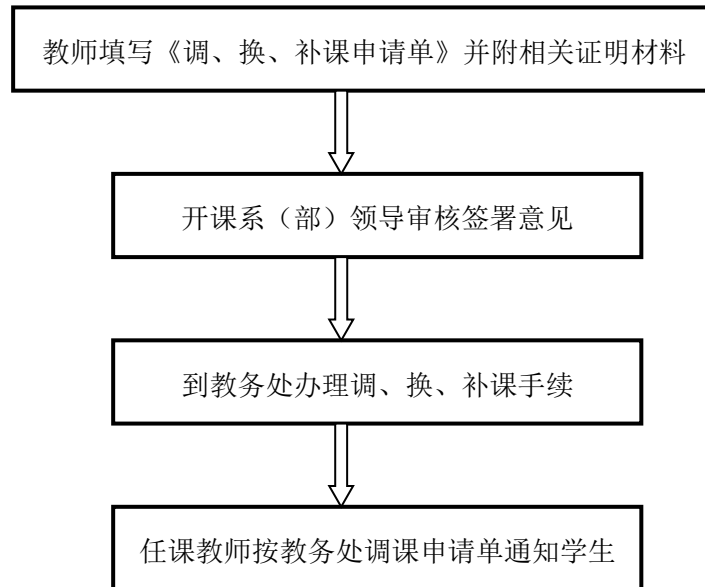 教师填写《调、换、补课申请单》并附相关证明材料
开课系（部）领导审核签署意见
到教务处办理调、换、补课手续
任课教师按教务处调课申请单通知学生